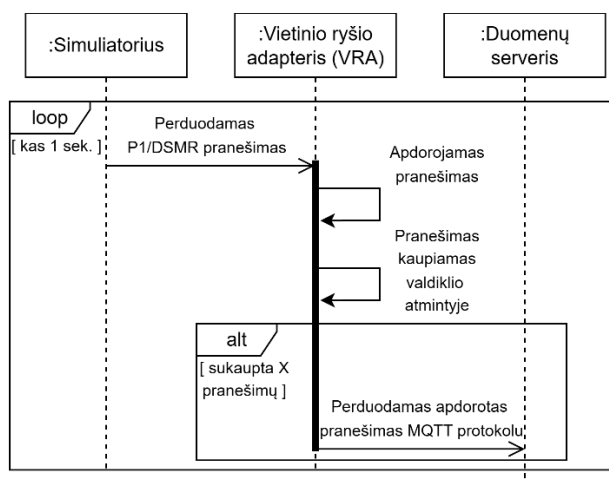 :Simuliatorius
:Vietinio ryšio
adapteris (VRA)
:Duomenų
serveris
loop
[ kas 1 sek. ]
Perduodamas
P1/DSMR pranešimas
Apdorojamas
pranešimas
Pranešimas
kaupiamas
valdiklio
atmintyje
alt
[ sukaupta X
pranešimų ]
Perduodamas apdorotas
pranešimas MQTT protokolu